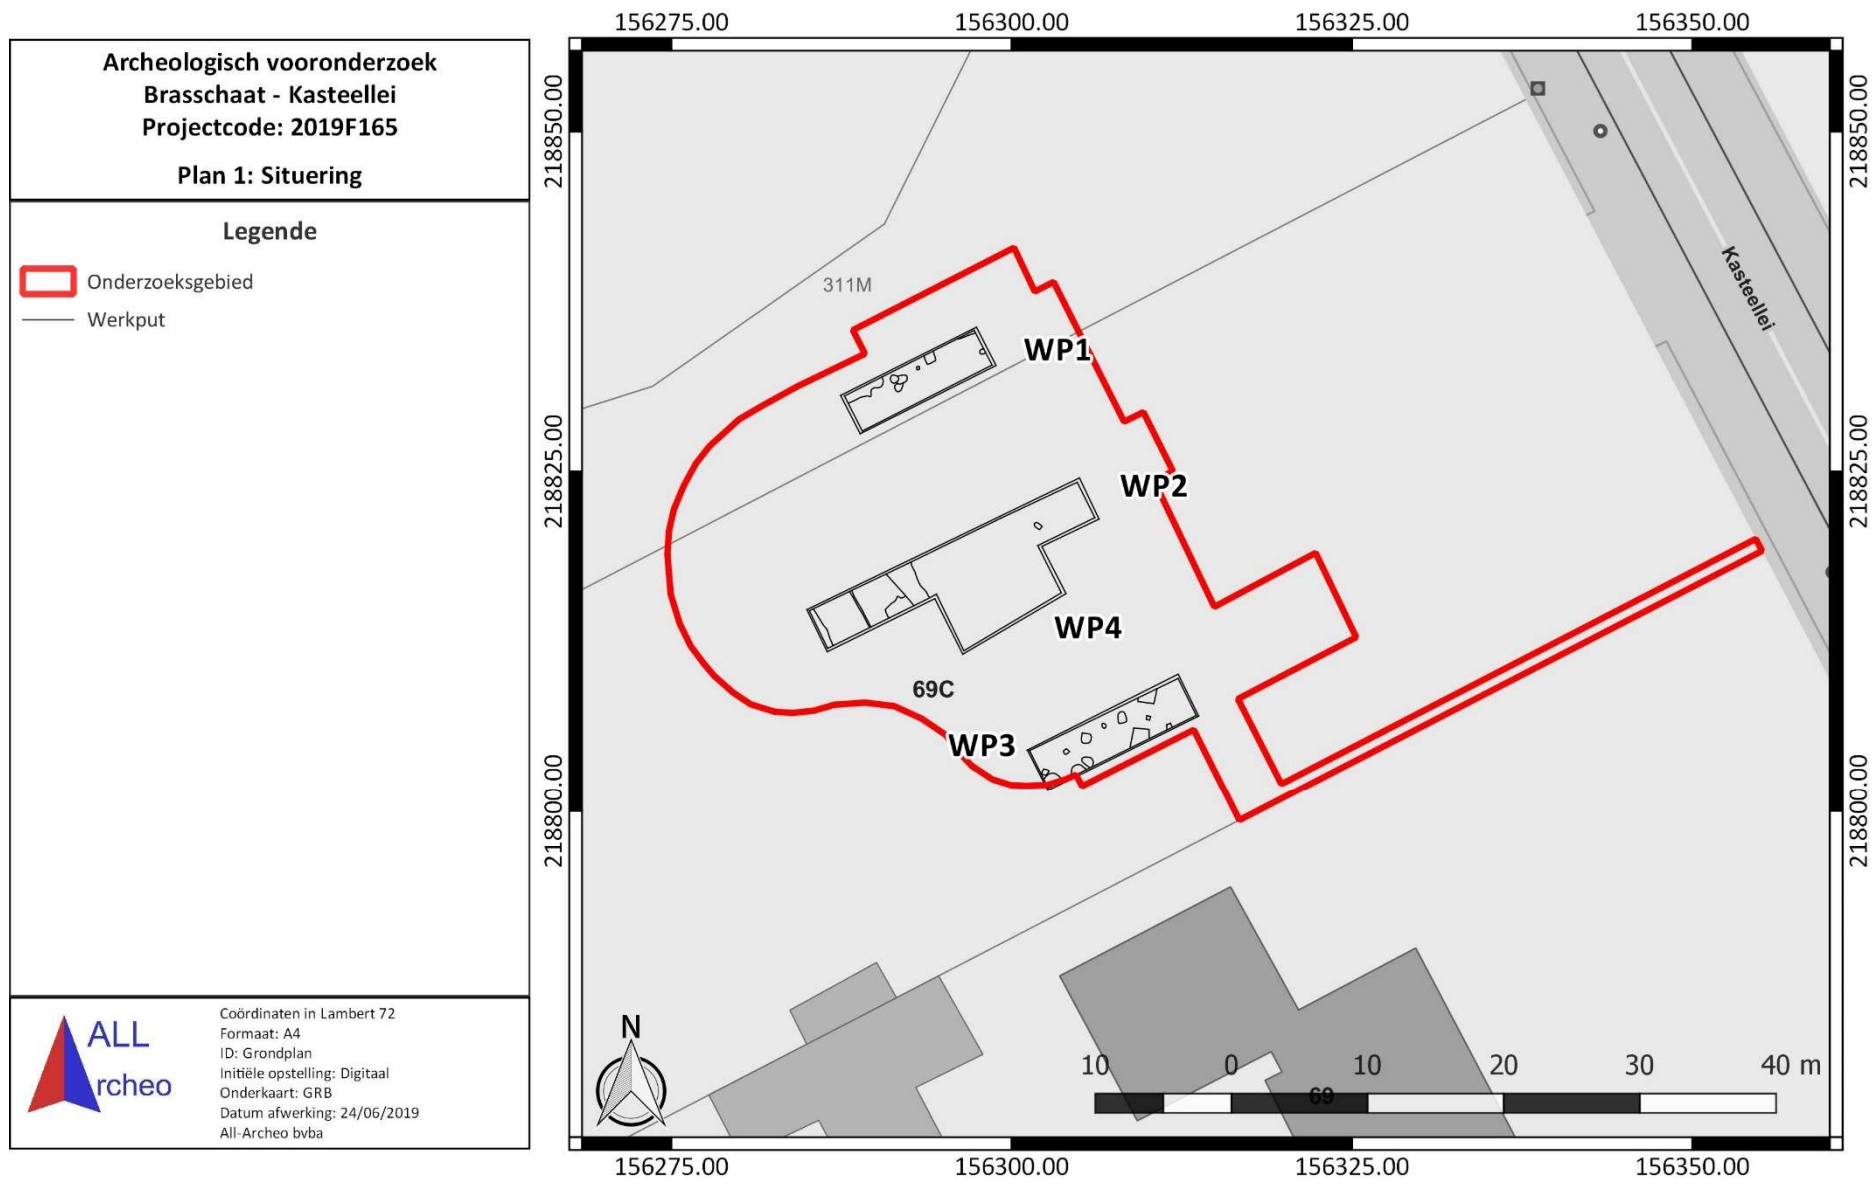 Archeologisch vooronderzoek
Brasschaat - Kasteellei
Projectcode: 2019F165
Plan 1: Situering
Legende
Onderzoeksgebied
Werkput
ALL
rcheo
Coördinaten in Lambert 72
Formaat: A4
ID: Grondplan
Initiële opstelling: Digitaal
Onderkaart: GRB
Datum afwerking: 24/06/2019
All-Archeo bvba
156275.00 156300.00 156325.00 156350.00
218850.00 218850.00
218825.00 218825.00
218800.00 218800.00
311M
Kasteellei
WP1
WP2
WP4
69C
WP3
N
10 0 10 20 30 40 m
69
156275.00 156300.00 156325.00 156350.00